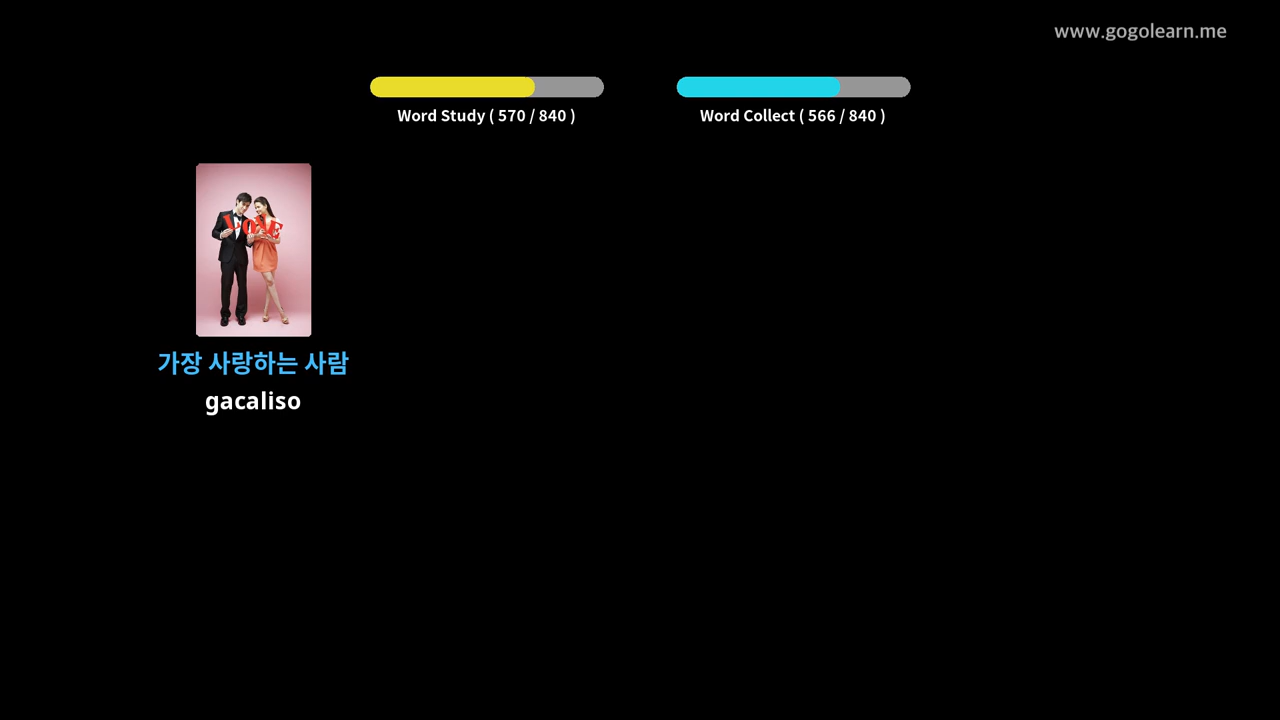 www.gogolearn.me
Word Study ( 570 / 840 )
Word Collect ( 566 / 840 )
가장 사랑하는 사람
gacaliso